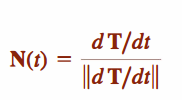 N(t) = dT/dt / ‖dT/dt‖